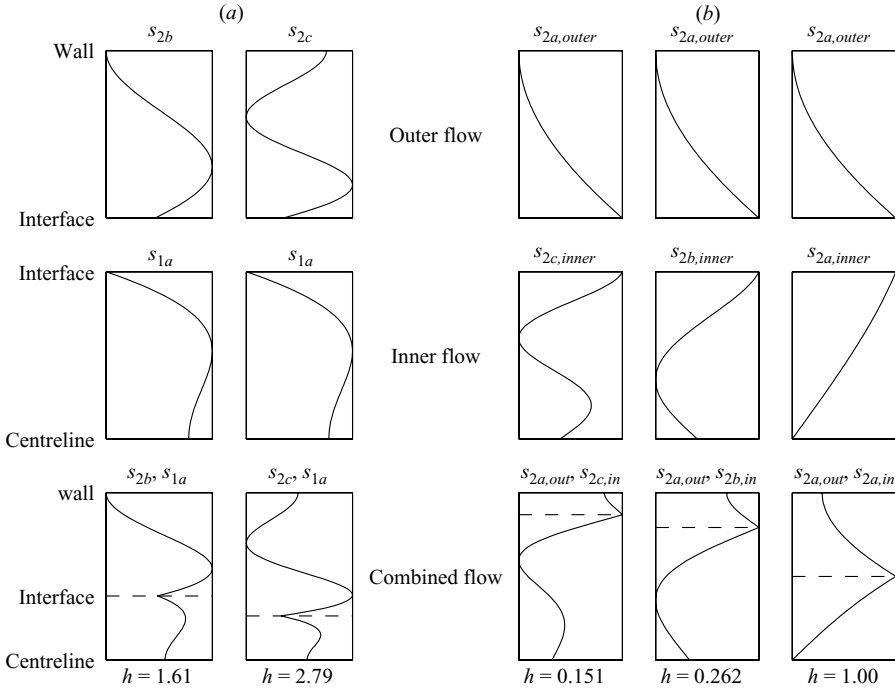 (a) (b)
s2b s2c s2a,outer s2a,outer s2a,outer
Wall
Outer flow
Interface
s1a s1a s2c,inner s2b,inner s2a,inner
Interface
Inner flow
Centreline
s2b, s1a s2c, s1a s2a,out, s2c,in s2a,out, s2b,in s2a,out, s2a,in
wall
Combined flow
Interface
Centreline
h = 1.61 h = 2.79 h = 0.151 h = 0.262 h = 1.00